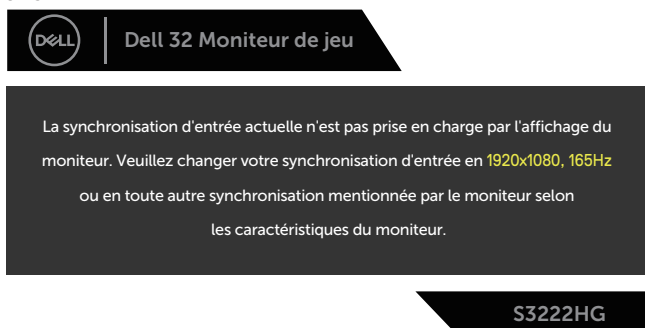 DELL
Dell 32 Moniteur de jeu
La synchronisation d'entrée actuelle n'est pas prise en charge par l'affichage du
moniteur. Veuillez changer votre synchronisation d'entrée en 1920x1080, 165Hz
ou en toute autre synchronisation mentionnée par le moniteur selon
les caractéristiques du moniteur.
S3222HG